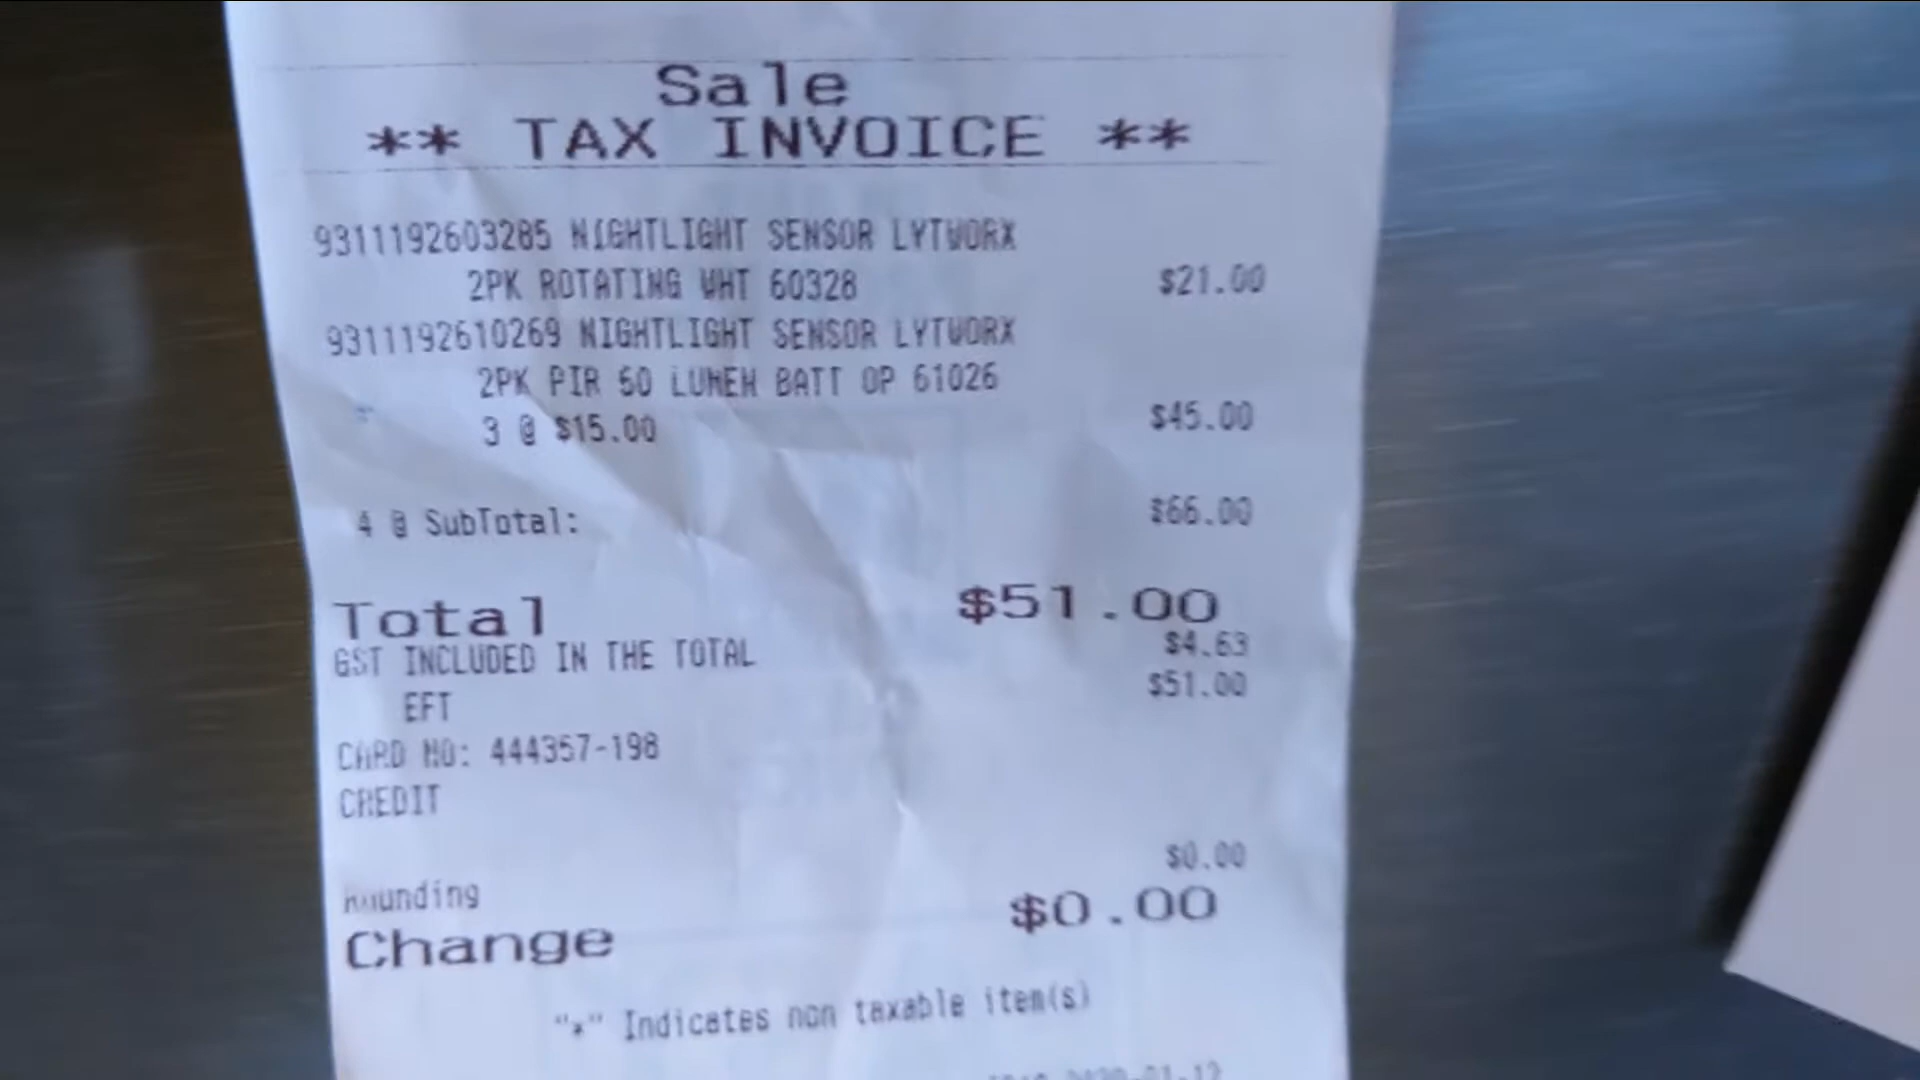 Sale
** TAX INVOICE **
9311192603285 NIGHTLIGHT SENSOR LYTWORX
2PK ROTATING WHT 60328 $21.00
9311192610269 NIGHTLIGHT SENSOR LYTWORX
2PK PIR 60 LUMEN BATT OP 61026
3 @ $15.00 $45.00
4 @ SubTotal: $66.00
Total $51.00
GST INCLUDED IN THE TOTAL $4.63
EFT $51.00
CARD NO: 444357-198
CREDIT
Rounding $0.00
Change $0.00
"*" Indicates non taxable item(s)